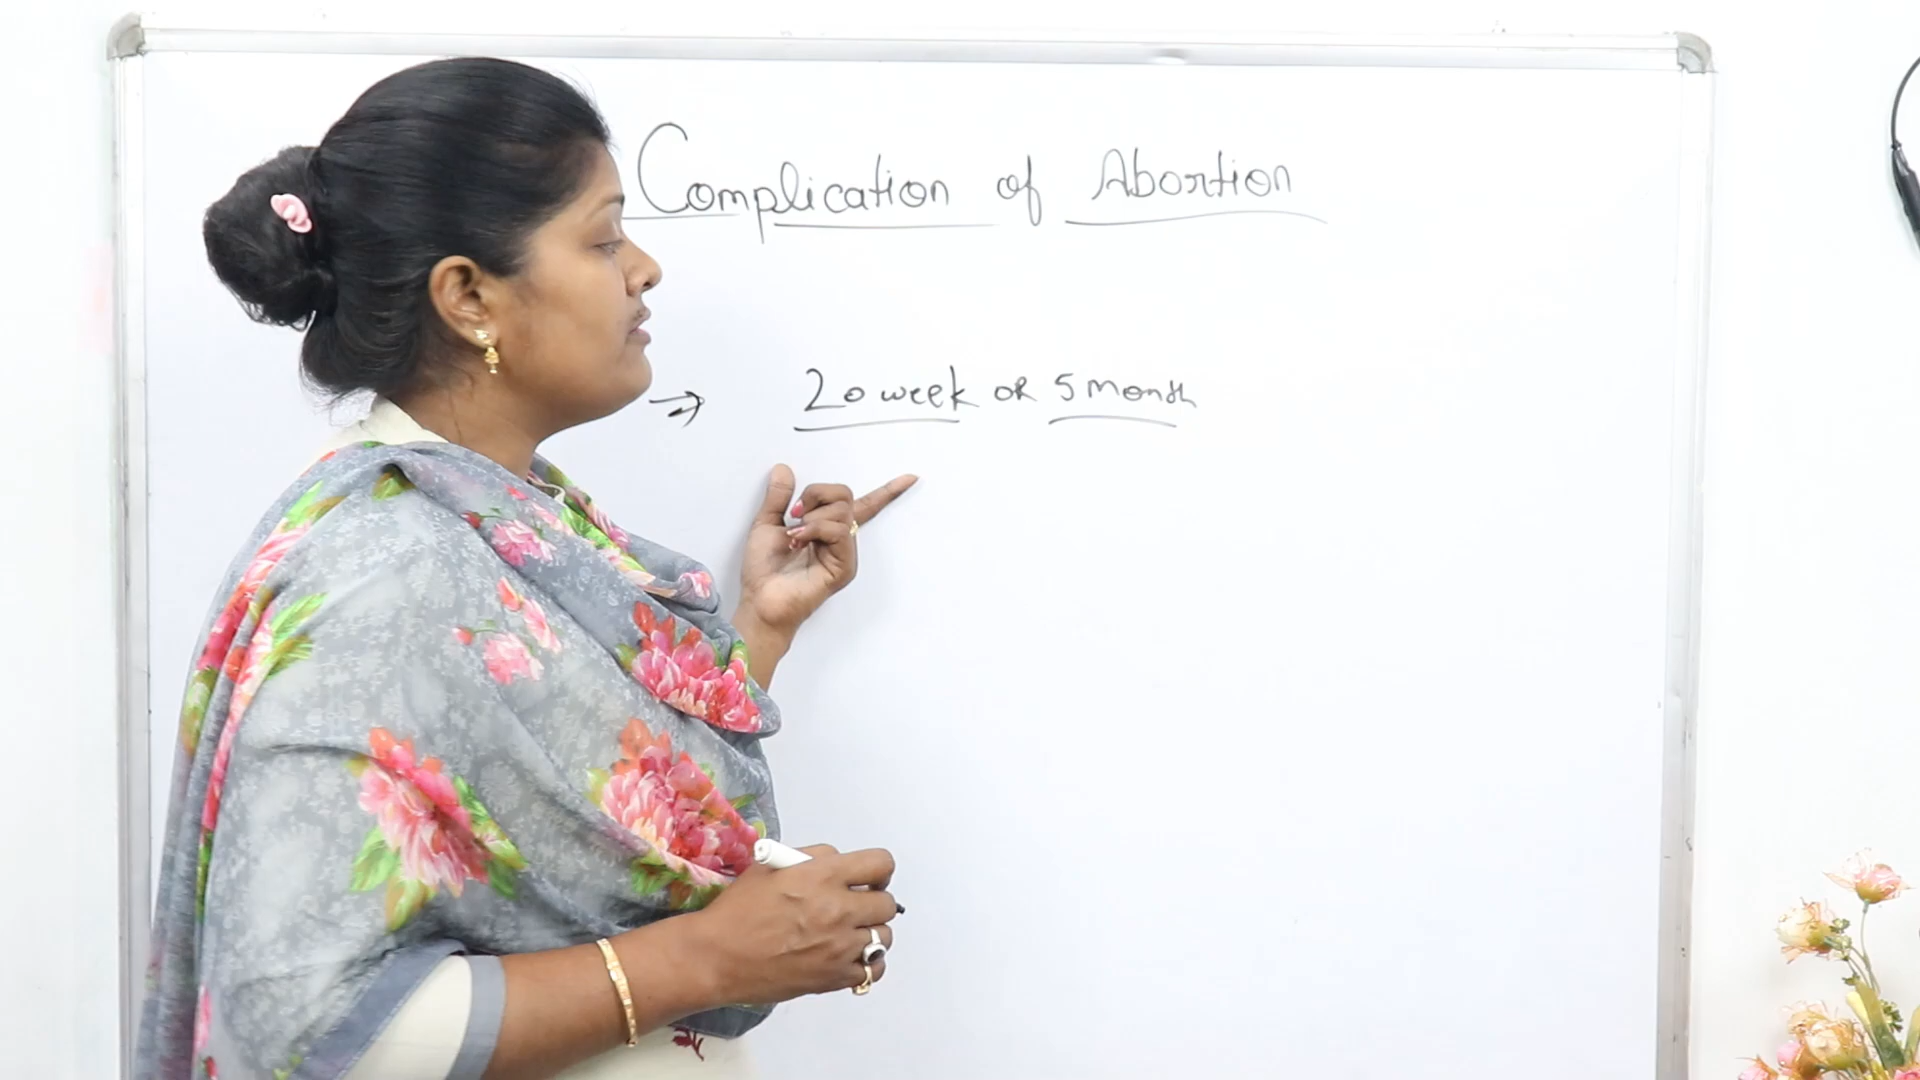 Complication of Abortion
→ 20 week or 5 month